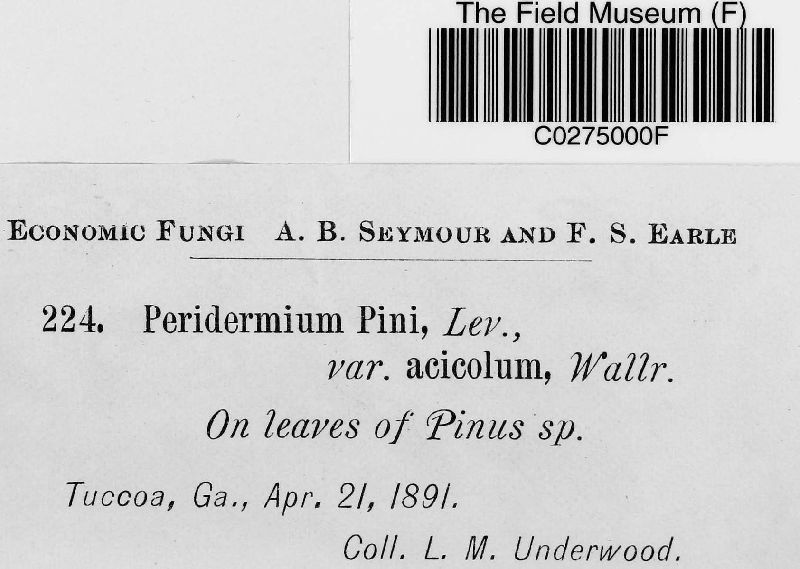 The Field Museum (F)
C0275000F
ECONOMIC FUNGI A. B. SEYMOUR AND F. S. EARLE
224. Peridermium Pini, Lev.,
var. acicolum, Wallr.
On leaves of Pinus sp.
Tuccoa, Ga., Apr. 21, 1891.
Coll. L. M. Underwood.